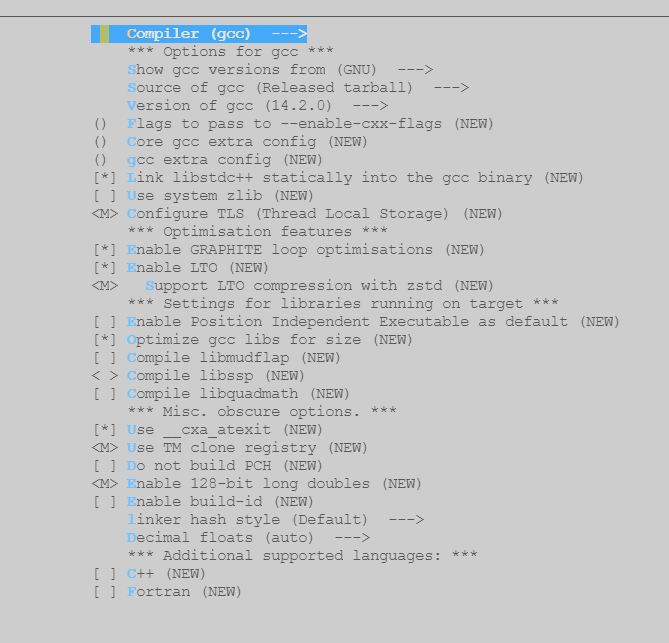 Compiler (gcc)  --->
*** Options for gcc ***
Show gcc versions from (GNU)  --->
Source of gcc (Released tarball)  --->
Version of gcc (14.2.0)  --->
()  Flags to pass to --enable-cxx-flags (NEW)
()  Core gcc extra config (NEW)
()  gcc extra config (NEW)
[*] Link libstdc++ statically into the gcc binary (NEW)
[ ] Use system zlib (NEW)
<M> Configure TLS (Thread Local Storage) (NEW)
*** Optimisation features ***
[*] Enable GRAPHITE loop optimisations (NEW)
[*] Enable LTO (NEW)
<M>   Support LTO compression with zstd (NEW)
*** Settings for libraries running on target ***
[ ] Enable Position Independent Executable as default (NEW)
[*] Optimize gcc libs for size (NEW)
[ ] Compile libmudflap (NEW)
< > Compile libssp (NEW)
[ ] Compile libquadmath (NEW)
*** Misc. obscure options. ***
[*] Use __cxa_atexit (NEW)
<M> Use TM clone registry (NEW)
[ ] Do not build PCH (NEW)
<M> Enable 128-bit long doubles (NEW)
[ ] Enable build-id (NEW)
linker hash style (Default)  --->
Decimal floats (auto)  --->
*** Additional supported languages: ***
[ ] C++ (NEW)
[ ] Fortran (NEW)